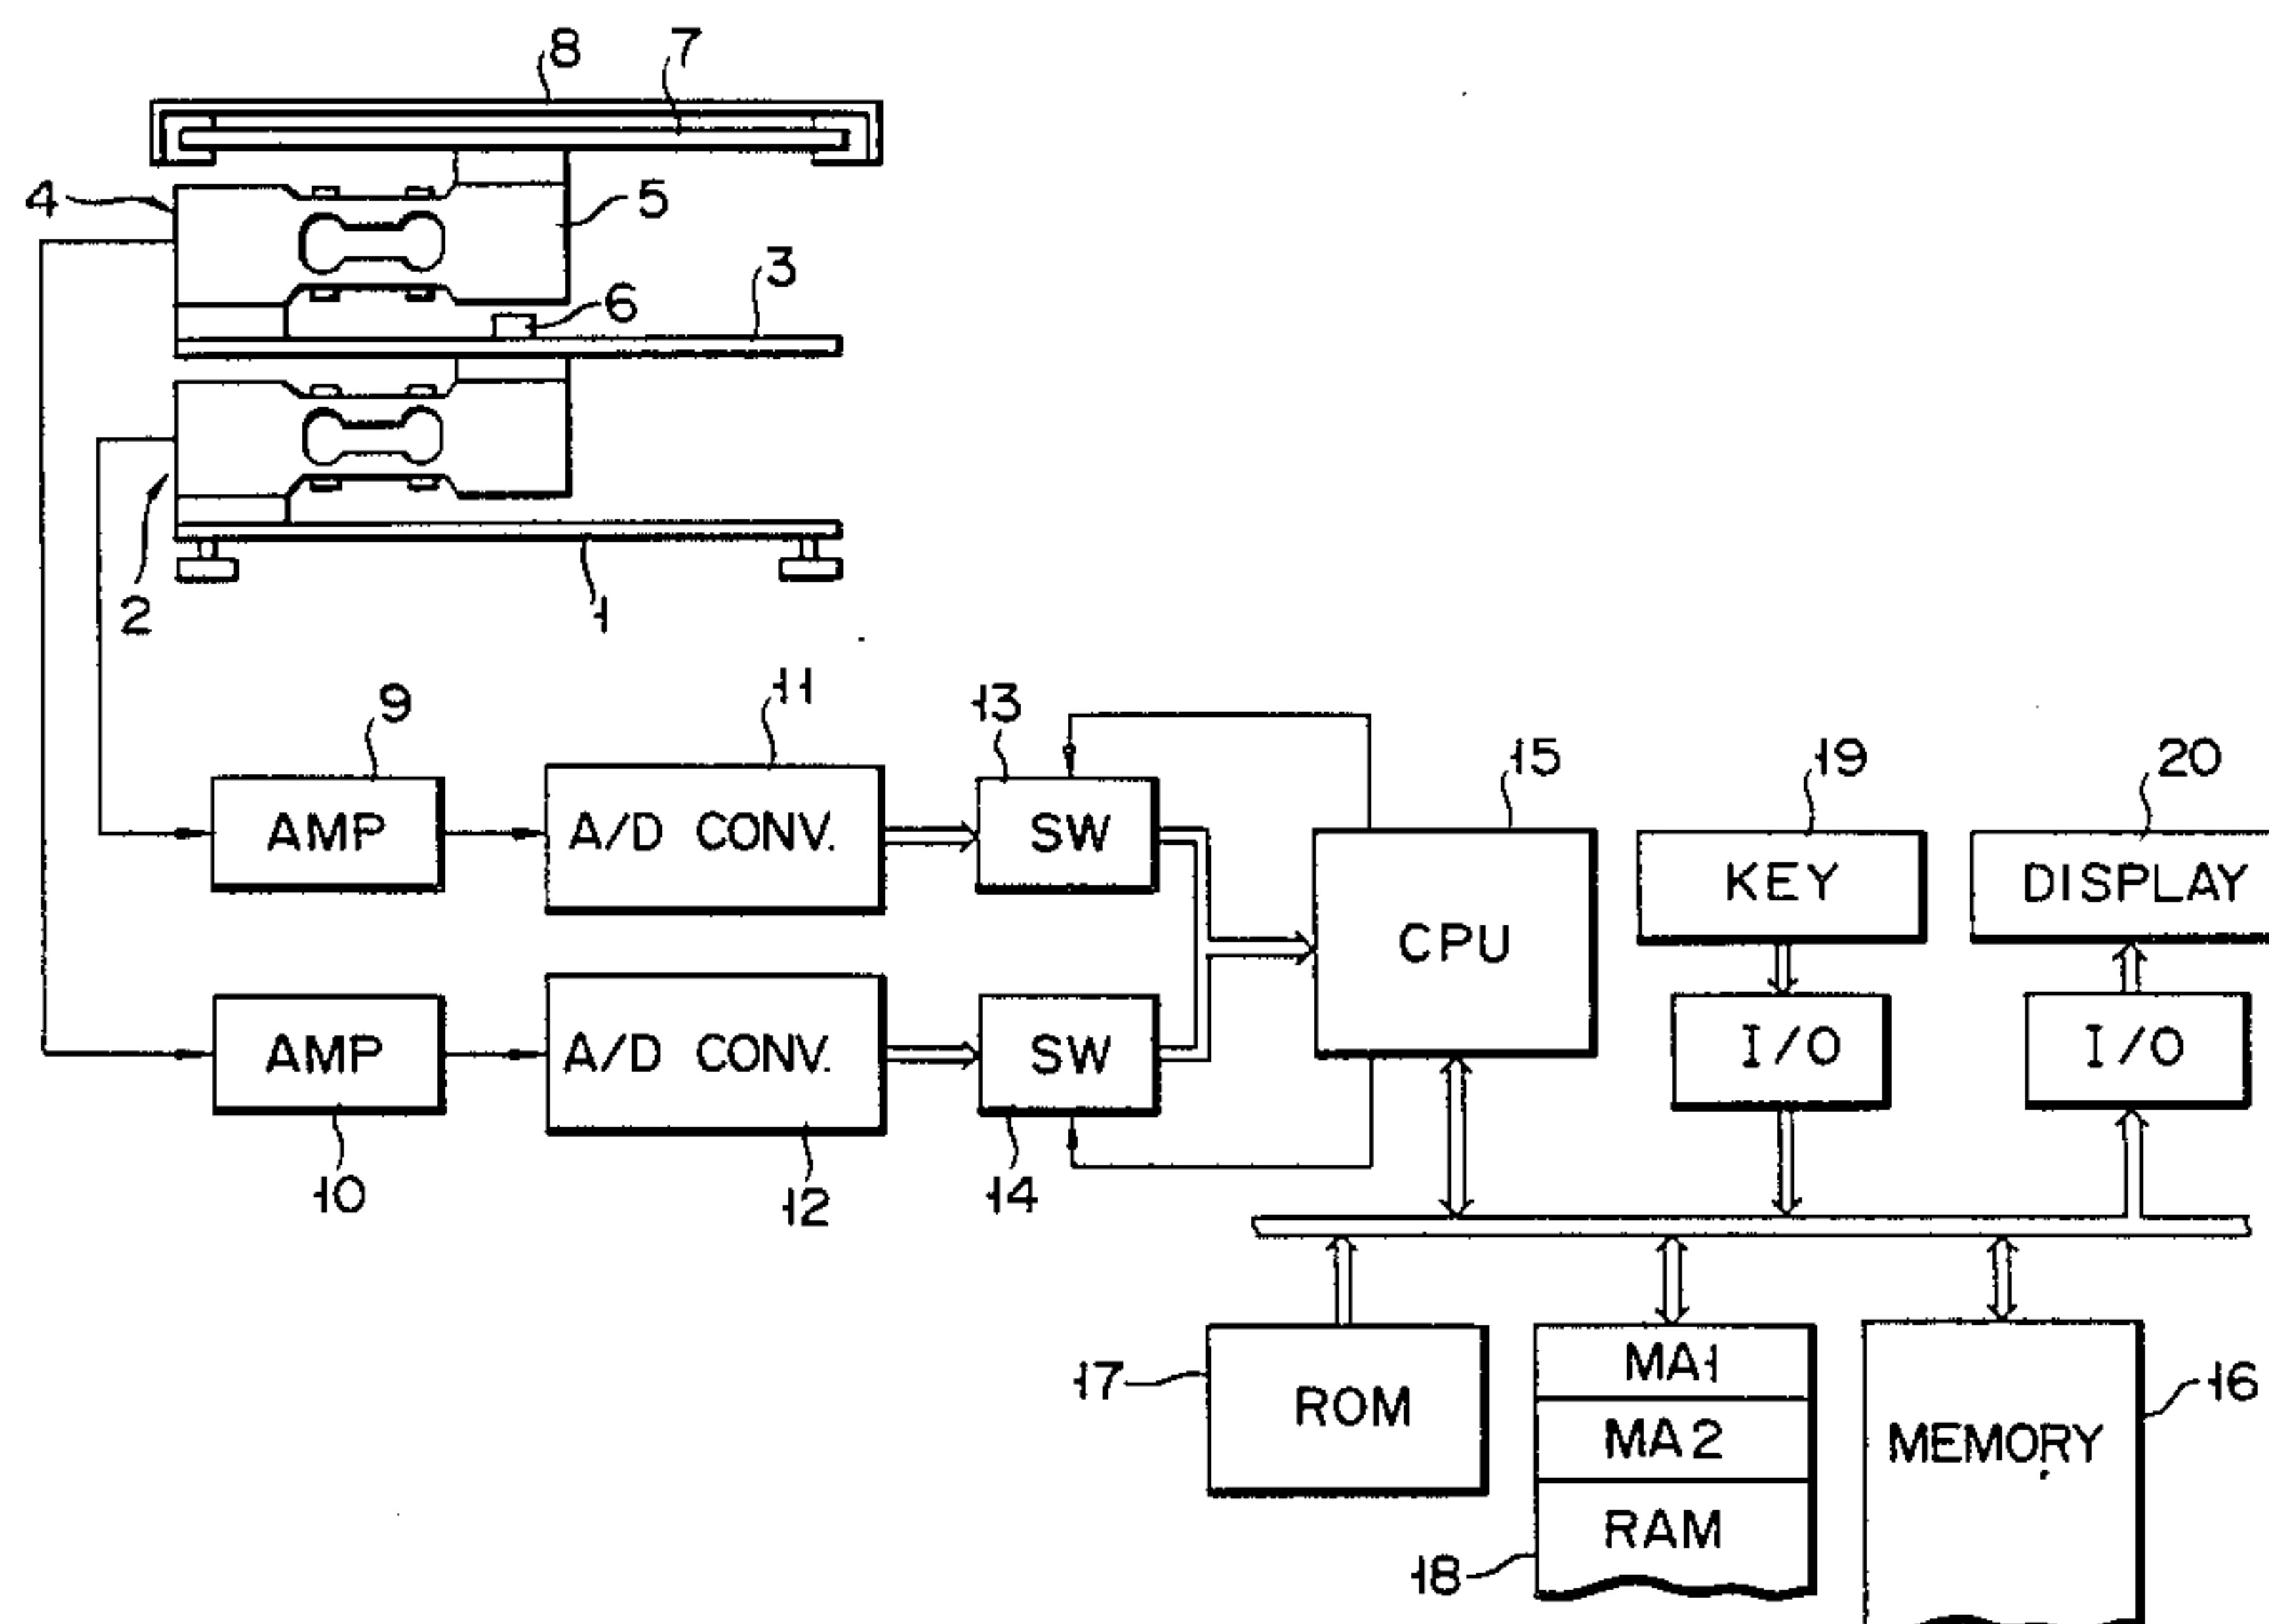 8
7
4
5
3
6
2
1
9
11
13
15
19
20
AMP
A/D CONV.
SW
KEY
DISPLAY
CPU
AMP
A/D CONV.
SW
I/O
I/O
10
12
14
17
ROM
MA1
MA2
RAM
18
MEMORY
16